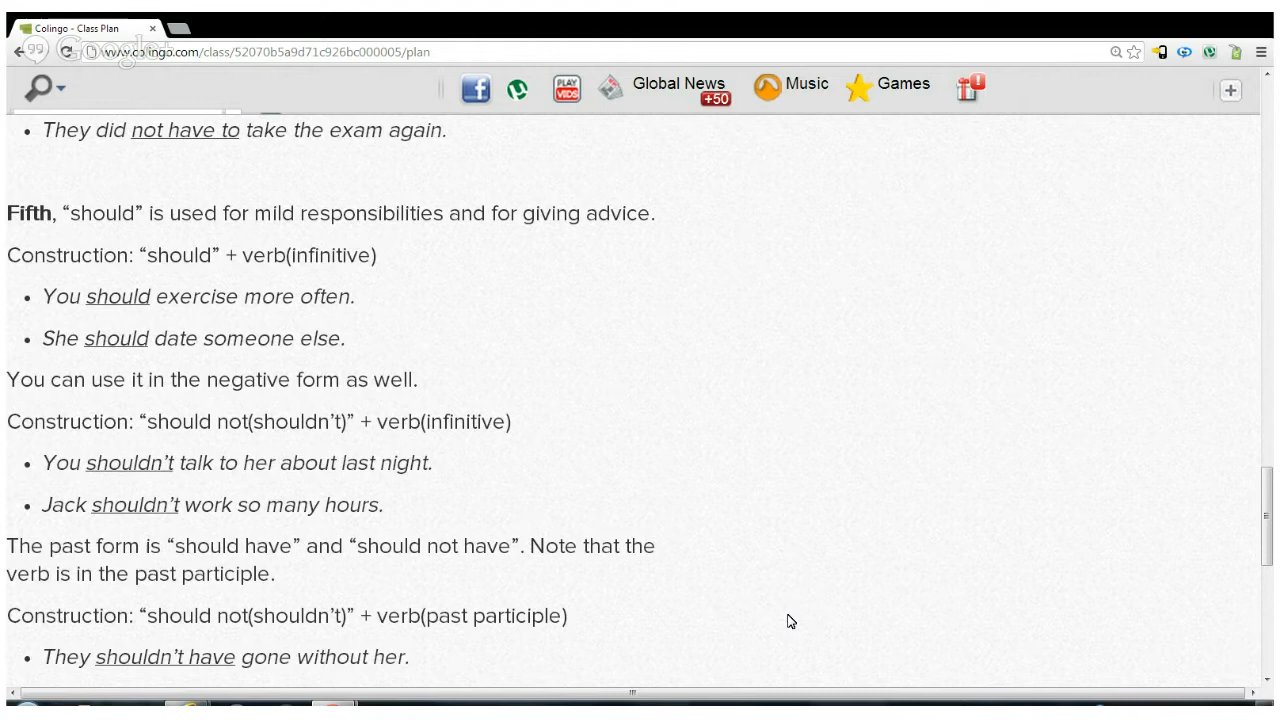 Colingo - Class Plan
Google+
www.colingo.com/class/52070b5a9d71c926bc000005/plan
PLAY VIDS
Global News
+50
Music
Games
• They did not have to take the exam again.
Fifth, “should” is used for mild responsibilities and for giving advice.
Construction: “should” + verb(infinitive)
• You should exercise more often.
• She should date someone else.
You can use it in the negative form as well.
Construction: “should not(shouldn’t)” + verb(infinitive)
• You shouldn’t talk to her about last night.
• Jack shouldn’t work so many hours.
The past form is “should have” and “should not have”. Note that the
verb is in the past participle.
Construction: “should not(shouldn’t)” + verb(past participle)
• They shouldn’t have gone without her.